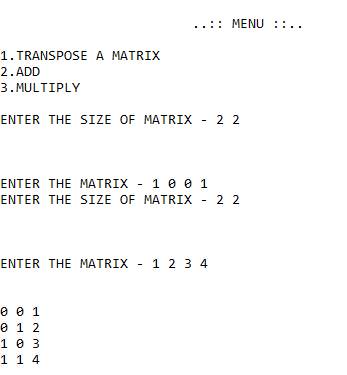 ..:: MENU ::..
1.TRANSPOSE A MATRIX
2.ADD
3.MULTIPLY
ENTER THE SIZE OF MATRIX - 2 2
ENTER THE MATRIX - 1 0 0 1
ENTER THE SIZE OF MATRIX - 2 2
ENTER THE MATRIX - 1 2 3 4
0 0 1
0 1 2
1 0 3
1 1 4